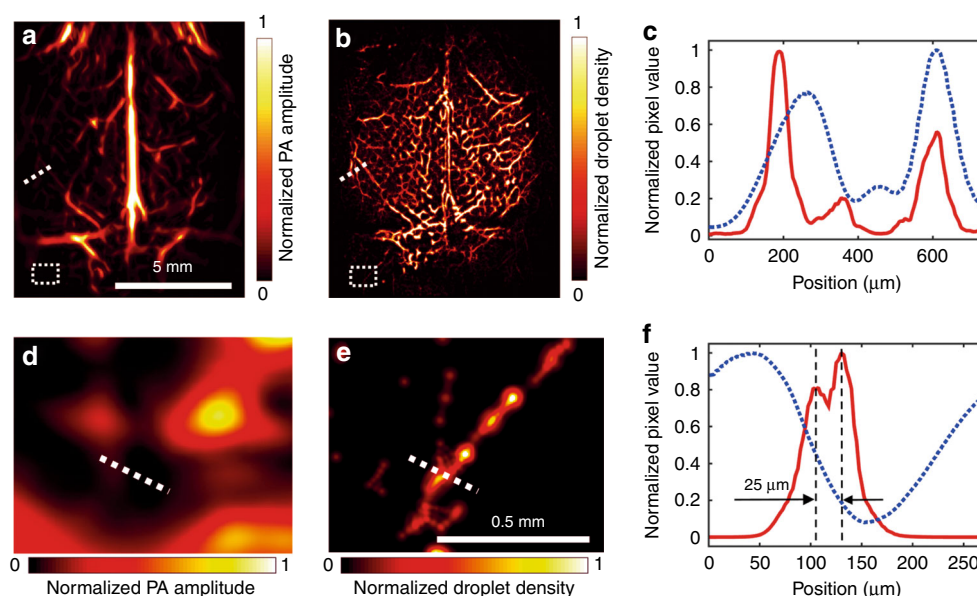 a
5 mm
1
Normalized PA amplitude
0
b
1
Normalized droplet density
0
c
Normalized pixel value
1
0.8
0.6
0.4
0.2
0
0 200 400 600
Position (μm)
d
0 1
Normalized PA amplitude
e
0.5 mm
0 1
Normalized droplet density
f
Normalized pixel value
1
0.8
0.6
0.4
0.2
0
25 μm
0 50 100 150 200 250
Position (μm)